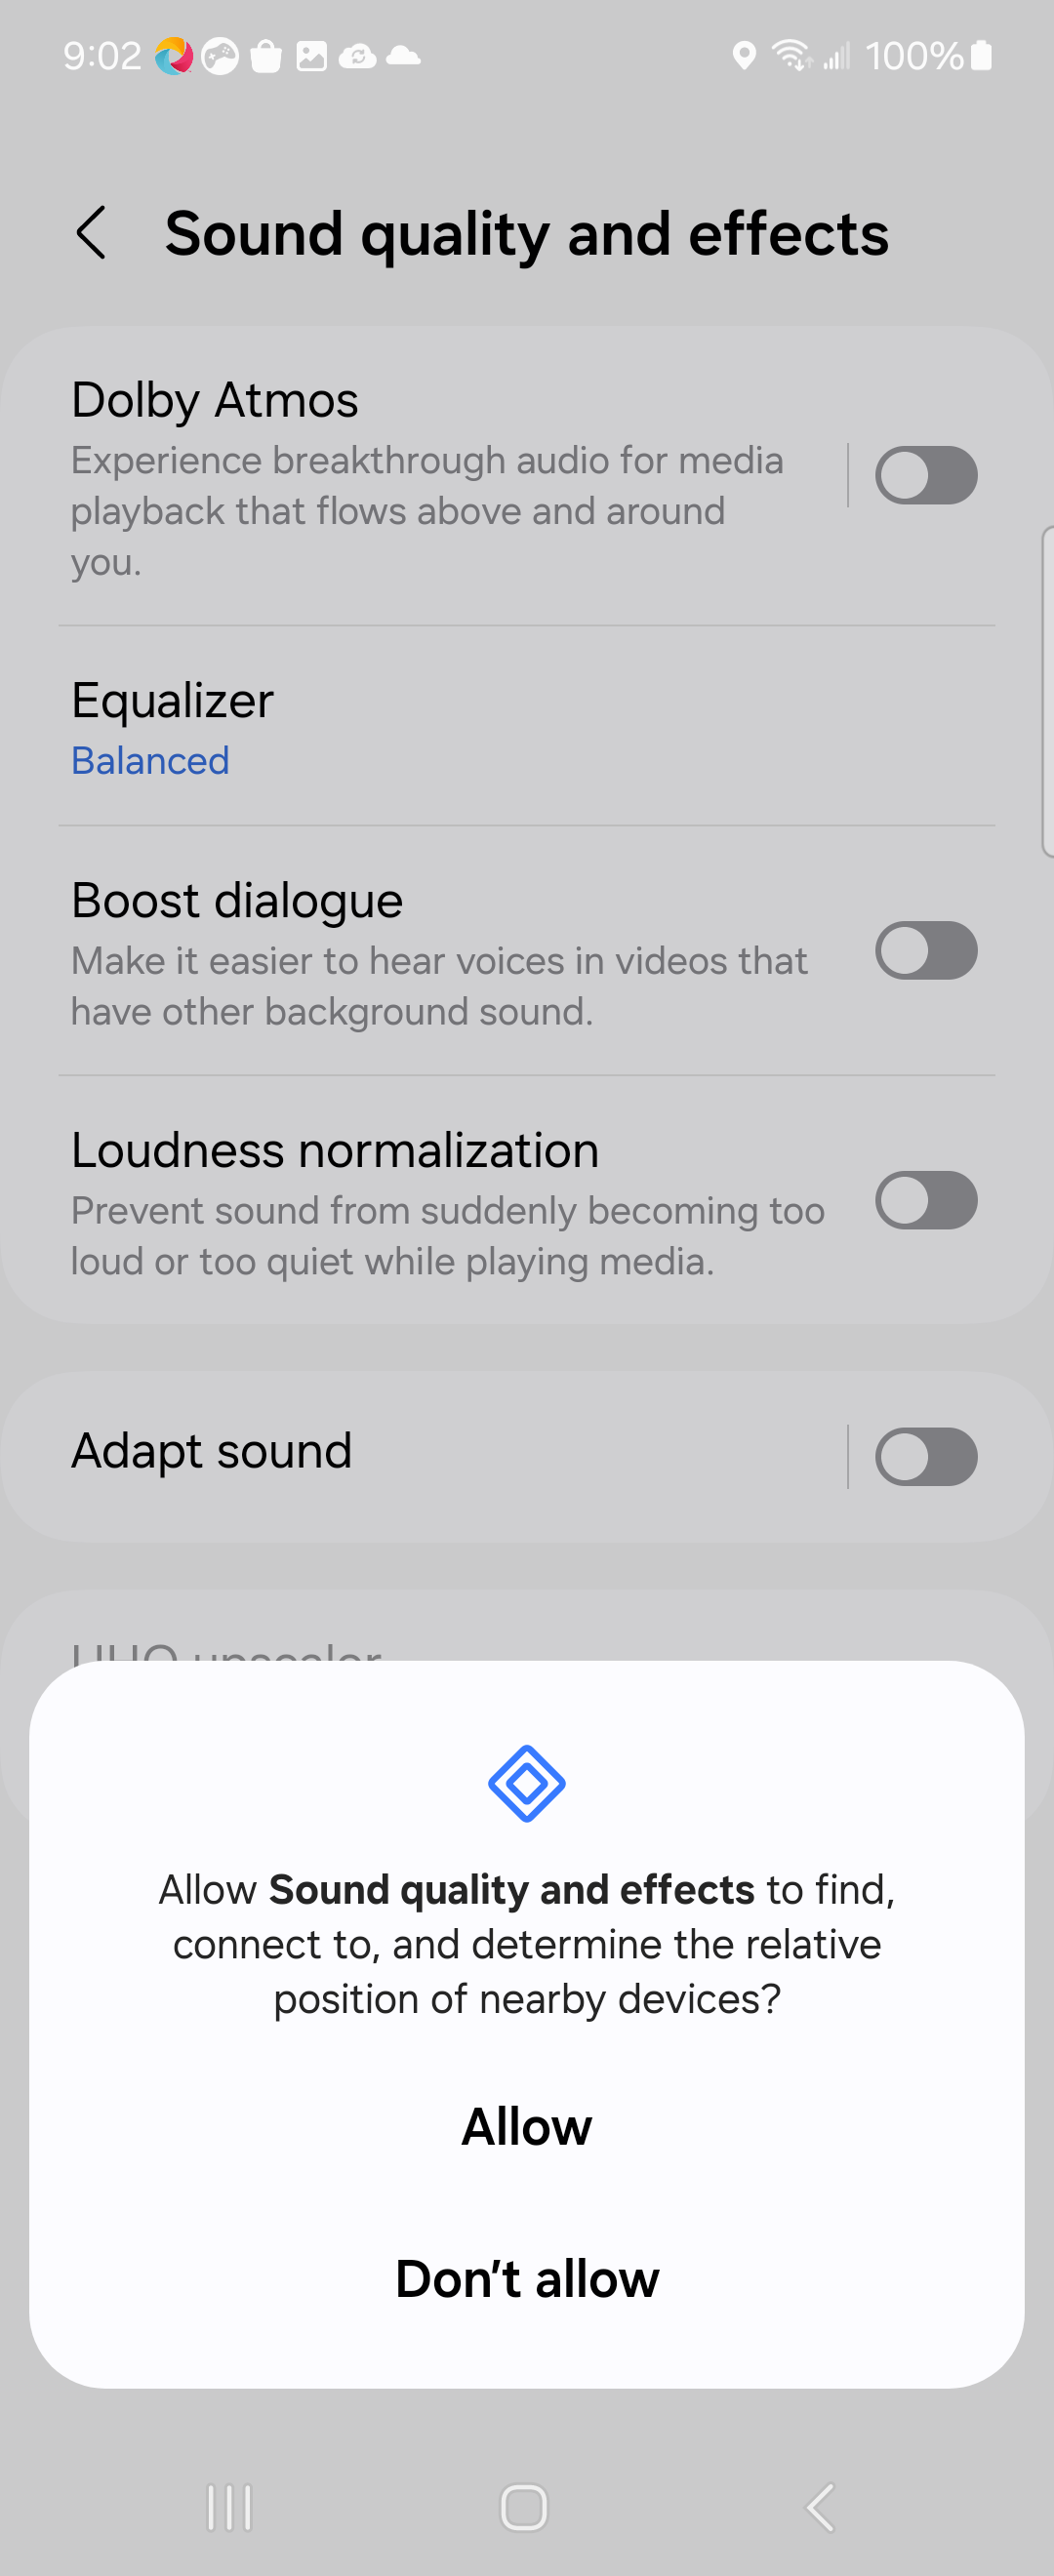 9:02
100%
Sound quality and effects
Dolby Atmos
Experience breakthrough audio for media
playback that flows above and around
you.
Equalizer
Balanced
Boost dialogue
Make it easier to hear voices in videos that
have other background sound.
Loudness normalization
Prevent sound from suddenly becoming too
loud or too quiet while playing media.
Adapt sound
UHQ upscaler
Allow Sound quality and effects to find,
connect to, and determine the relative
position of nearby devices?
Allow
Don't allow